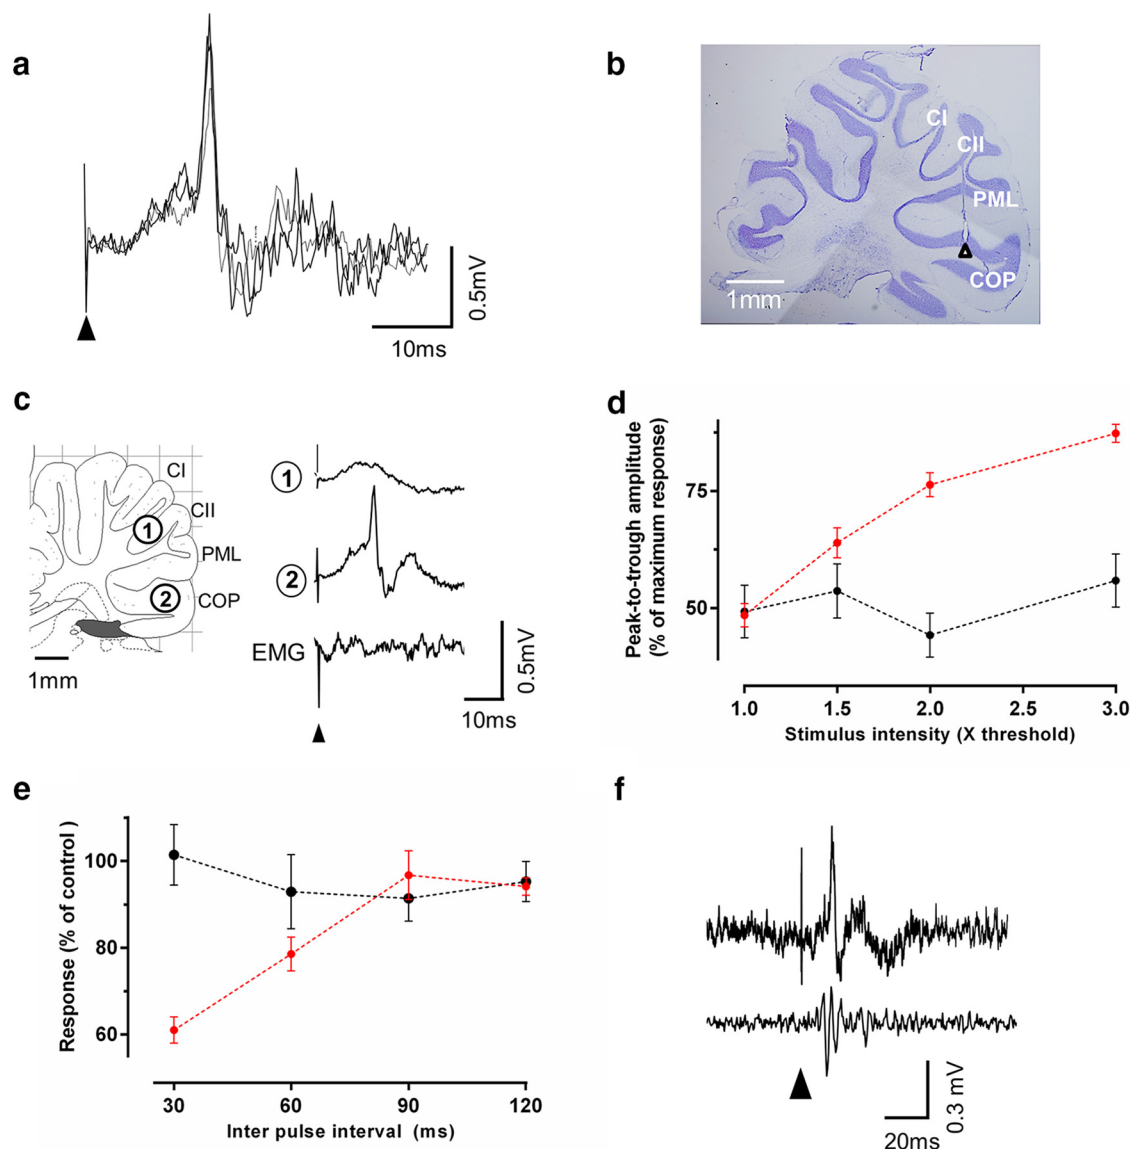 a
0.5mV
10ms
b
CI
CII
PML
COP
1mm
c
CI
CII
PML
COP
1
2
1mm
1
2
EMG
0.5mV
10ms
d
Peak-to-trough amplitude
(% of maximum response)
75
50
1.0 1.5 2.0 2.5 3.0
Stimulus intensity (X threshold)
e
Response (% of control )
100
80
60
30 60 90 120
Inter pulse interval (ms)
f
0.3 mV
20ms